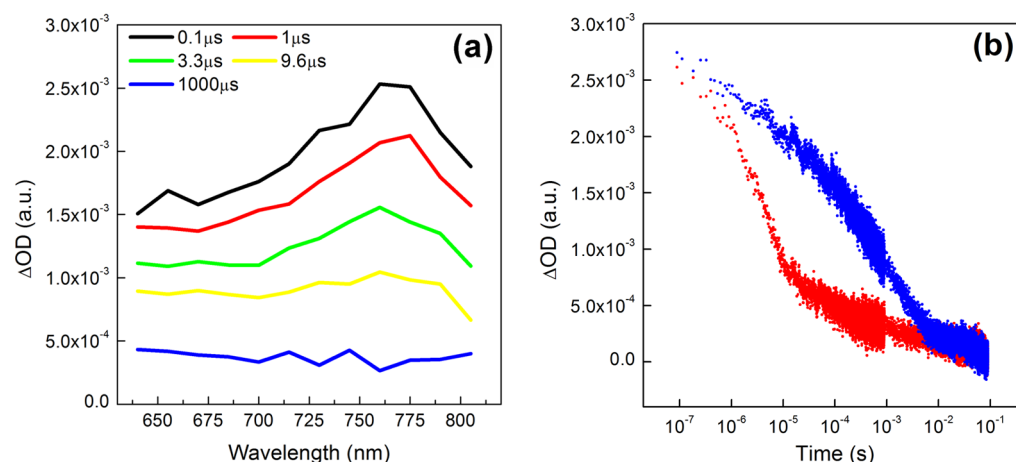 3.0x10⁻³
2.5x10⁻³
2.0x10⁻³
1.5x10⁻³
1.0x10⁻³
5.0x10⁻⁴
0.0
ΔOD (a.u.)
0.1μs 1μs
3.3μs 9.6μs
1000μs
(a)
650 675 700 725 750 775 800
Wavelength (nm)
3.0x10⁻³
2.5x10⁻³
2.0x10⁻³
1.5x10⁻³
1.0x10⁻³
5.0x10⁻⁴
0.0
ΔOD (a.u.)
(b)
10⁻⁷ 10⁻⁶ 10⁻⁵ 10⁻⁴ 10⁻³ 10⁻² 10⁻¹
Time (s)